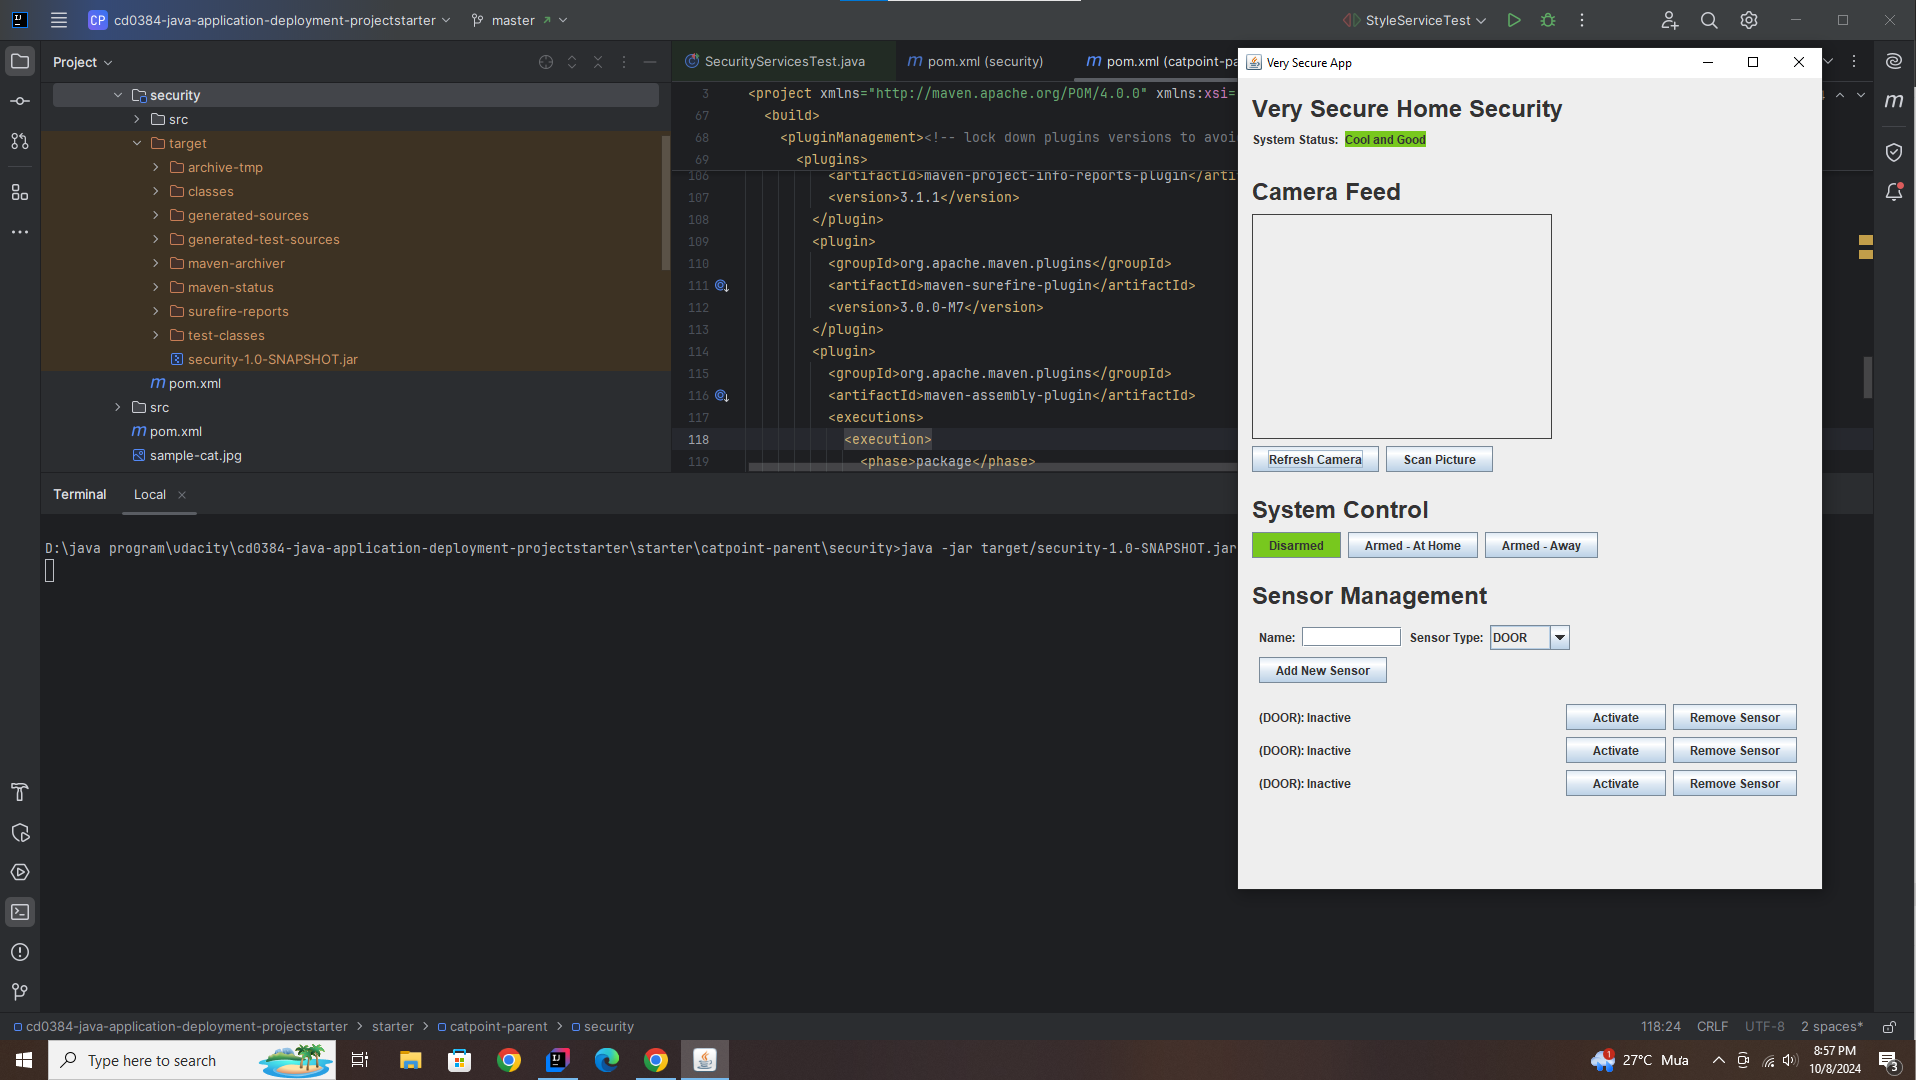 CP cd0384-java-application-deployment-projectstarter master StyleServiceTest
Project
security
src
target
archive-tmp
classes
generated-sources
generated-test-sources
maven-archiver
maven-status
surefire-reports
test-classes
security-1.0-SNAPSHOT.jar
m pom.xml
src
m pom.xml
sample-cat.jpg
SecurityServicesTest.java
m pom.xml (security)
m pom.xml (catpoint-pa
3 <project xmlns="http://maven.apache.org/POM/4.0.0" xmlns:xsi=
67 <build>
68 <pluginManagement><!-- lock down plugins versions to avoi
69 <plugins>
106 <artifactId>maven-project-info-reports-plugin</arti
107 <version>3.1.1</version>
108 </plugin>
109 <plugin>
110 <groupId>org.apache.maven.plugins</groupId>
111 <artifactId>maven-surefire-plugin</artifactId>
112 <version>3.0.0-M7</version>
113 </plugin>
114 <plugin>
115 <groupId>org.apache.maven.plugins</groupId>
116 <artifactId>maven-assembly-plugin</artifactId>
117 <executions>
118 <execution>
119 <phase>package</phase>
Terminal Local
D:\java program\udacity\cd0384-java-application-deployment-projectstarter\starter\catpoint-parent\security>java -jar target/security-1.0-SNAPSHOT.jar
Very Secure App
Very Secure Home Security
System Status: Cool and Good
Camera Feed
Refresh Camera Scan Picture
System Control
Disarmed Armed - At Home Armed - Away
Sensor Management
Name: Sensor Type: DOOR
Add New Sensor
(DOOR): Inactive Activate Remove Sensor
(DOOR): Inactive Activate Remove Sensor
(DOOR): Inactive Activate Remove Sensor
cd0384-java-application-deployment-projectstarter > starter > catpoint-parent > security
118:24 CRLF UTF-8 2 spaces*
Type here to search
1 27°C Mưa
8:57 PM
10/8/2024
3